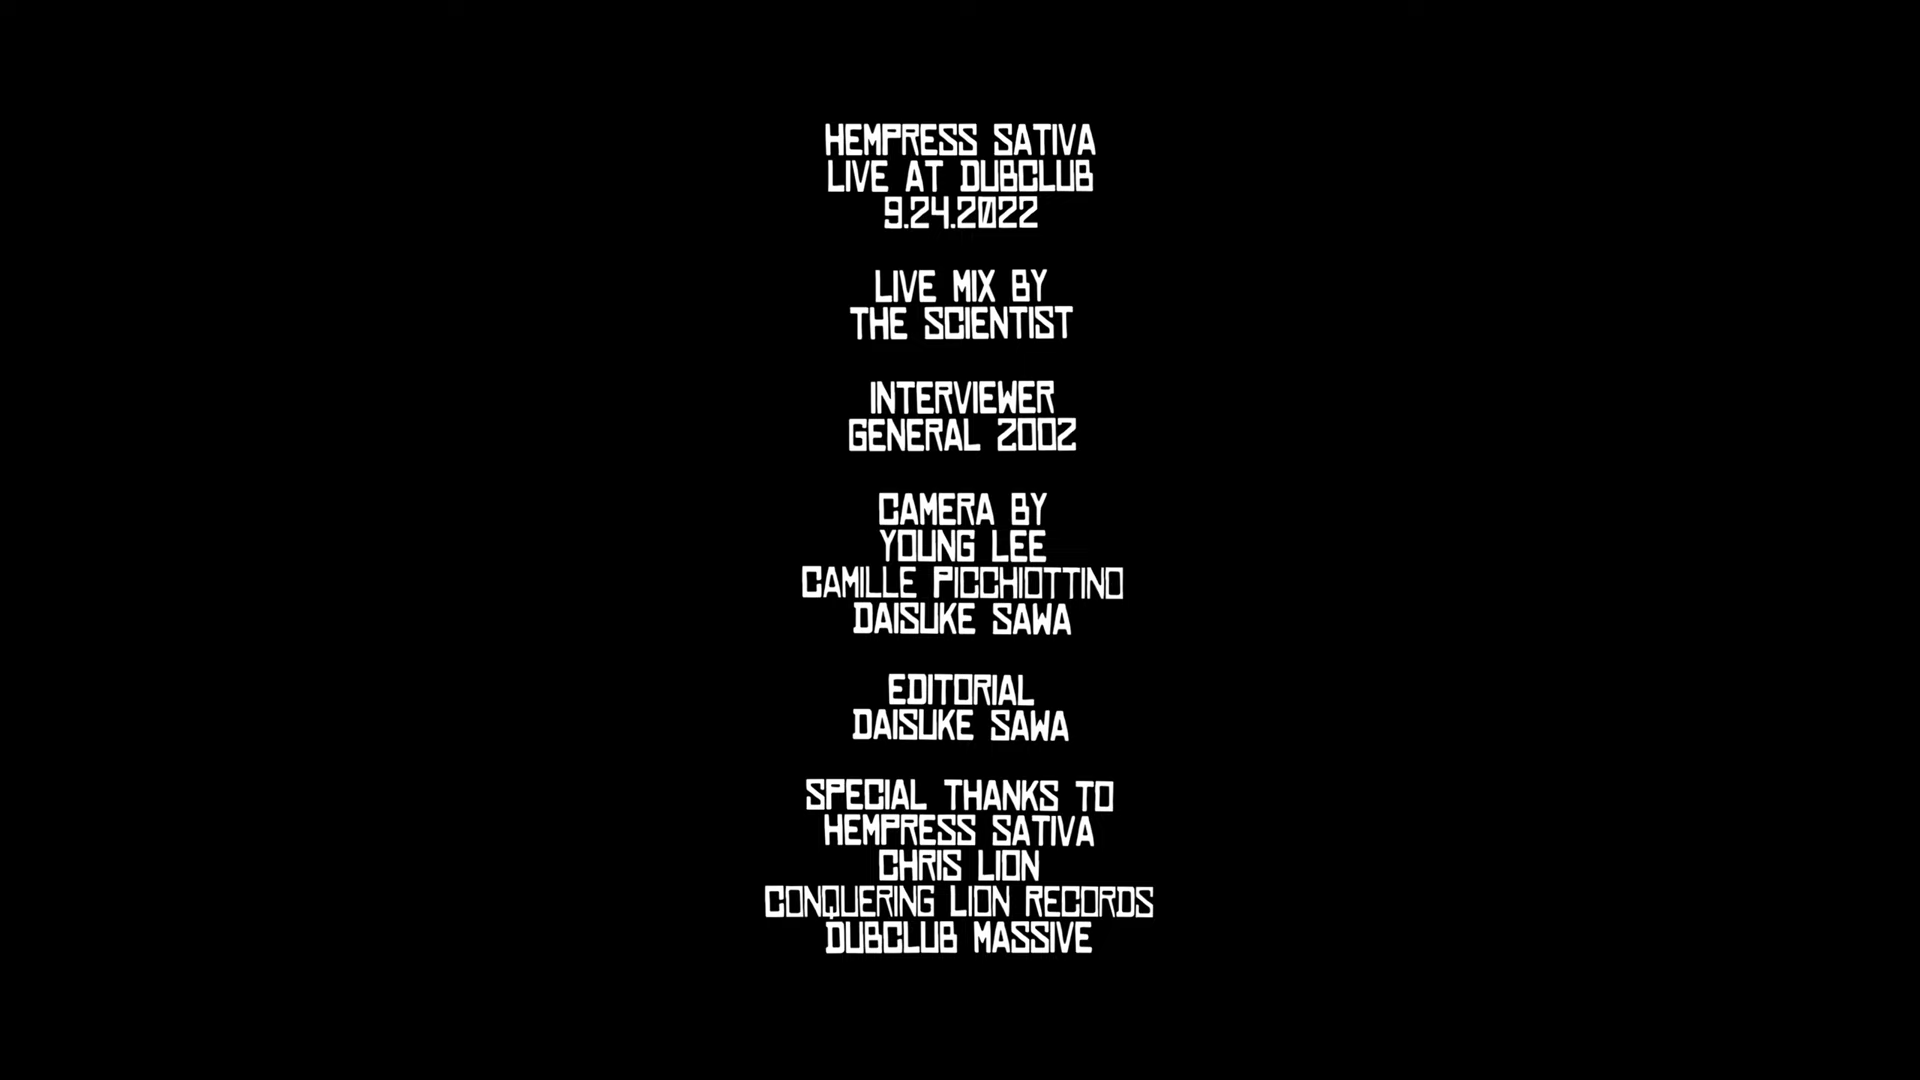 HEMPRESS SATIVA
LIVE AT DUBCLUB
9.24.2022
LIVE MIX BY
THE SCIENTIST
INTERVIEWER
GENERAL 2002
CAMERA BY
YOUNG LEE
CAMILLE PICCHIOTTINO
DAISUKE SAWA
EDITORIAL
DAISUKE SAWA
SPECIAL THANKS TO
HEMPRESS SATIVA
CHRIS LION
CONQUERING LION RECORDS
DUBCLUB MASSIVE